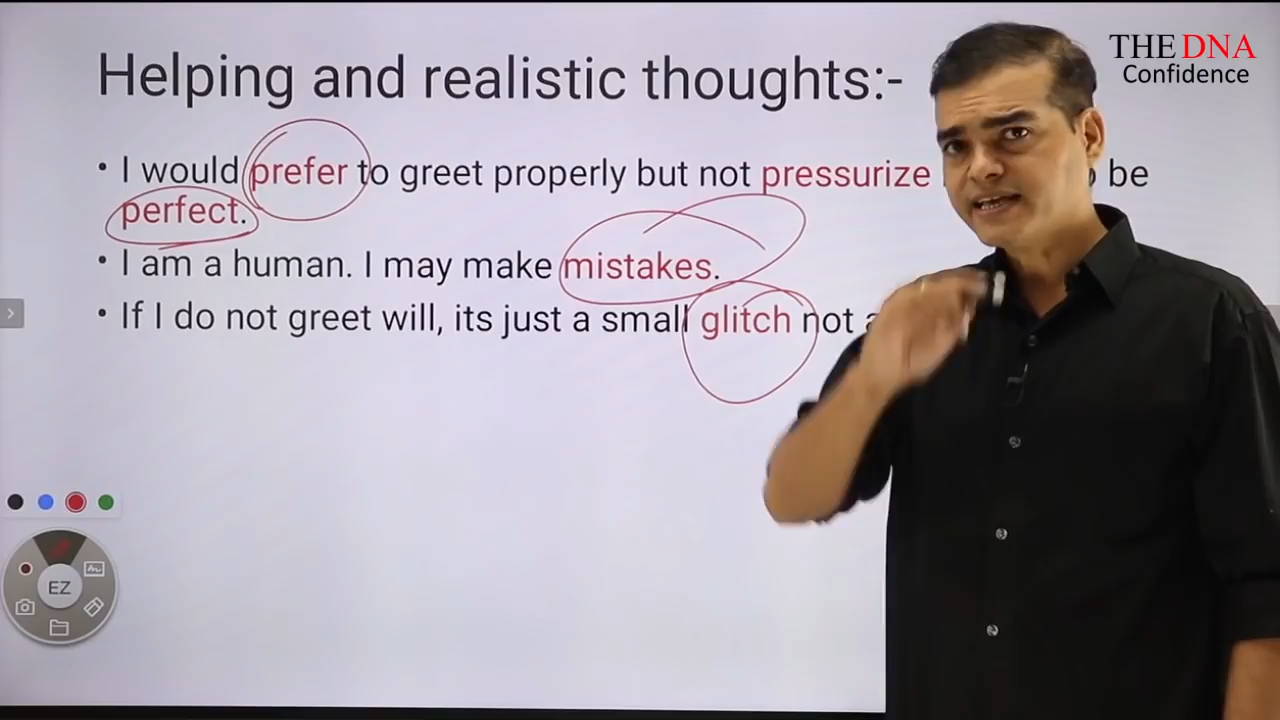 THE DNA
Confidence
Helping and realistic thoughts:-
• I would prefer to greet properly but not pressurize be
perfect.
• I am a human. I may make mistakes.
• If I do not greet will, its just a small glitch not
EZ